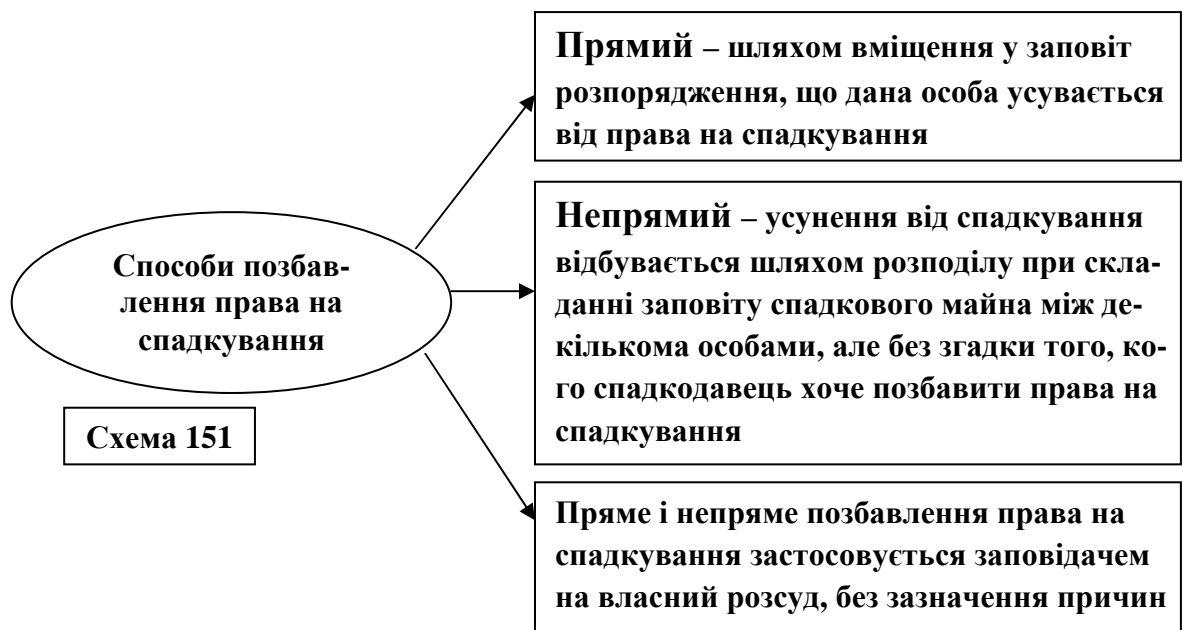 Прямий – шляхом вміщення у заповіт
розпорядження, що дана особа усувається
від права на спадкування
Способи позбав-
лення права на
спадкування
Непрямий – усунення від спадкування
відбувається шляхом розподілу при скла-
данні заповіту спадкового майна між де-
кількома особами, але без згадки того, ко-
го спадкодавець хоче позбавити права на
спадкування
Схема 151
Пряме і непряме позбавлення права на
спадкування застосовується заповідачем
на власний розсуд, без зазначення причин